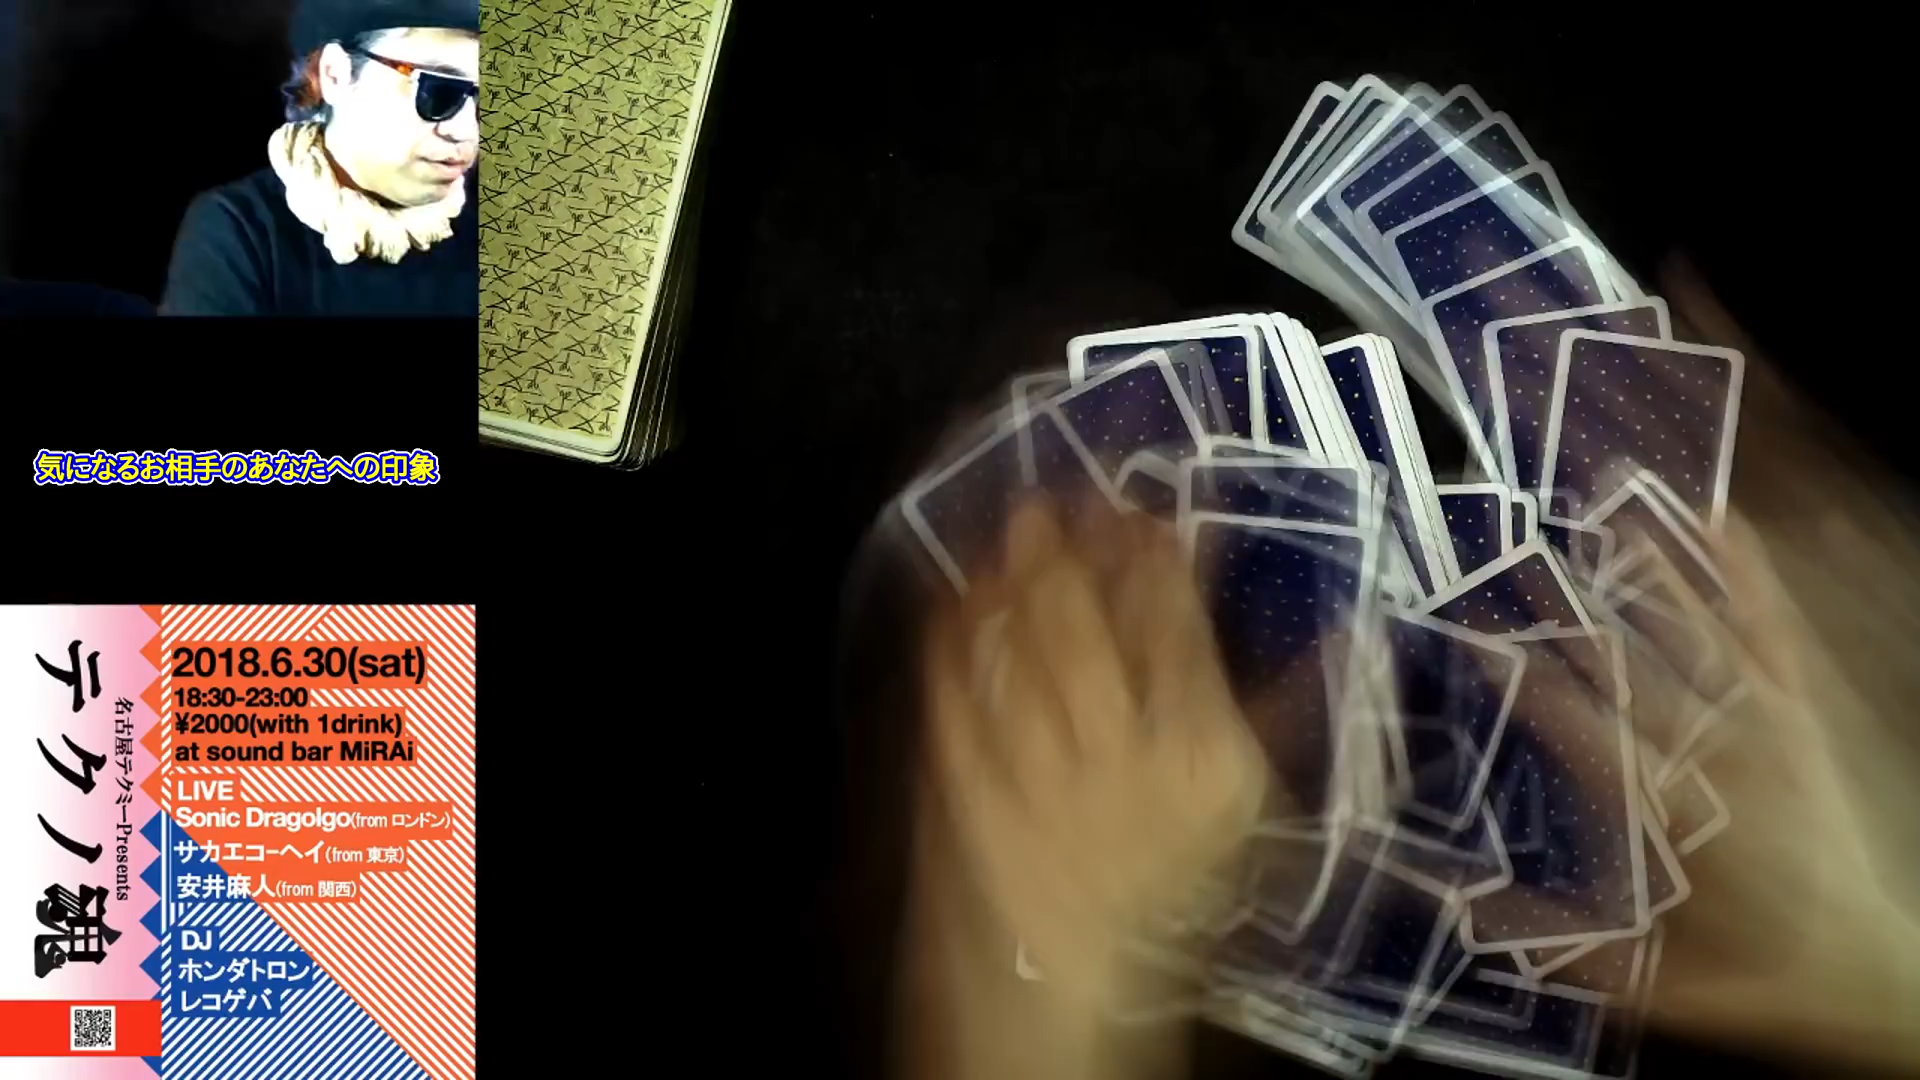 気になるお相手のあなたへの印象
テクノ魂
名古屋テクミーPresents
2018.6.30(sat)
18:30-23:00
¥2000(with 1drink)
at sound bar MiRAi
LIVE
Sonic Dragolgo(from ロンドン)
サカエコーヘイ(from 東京)
安井麻人(from 関西)
DJ
ホンダトロン
レコゲバ